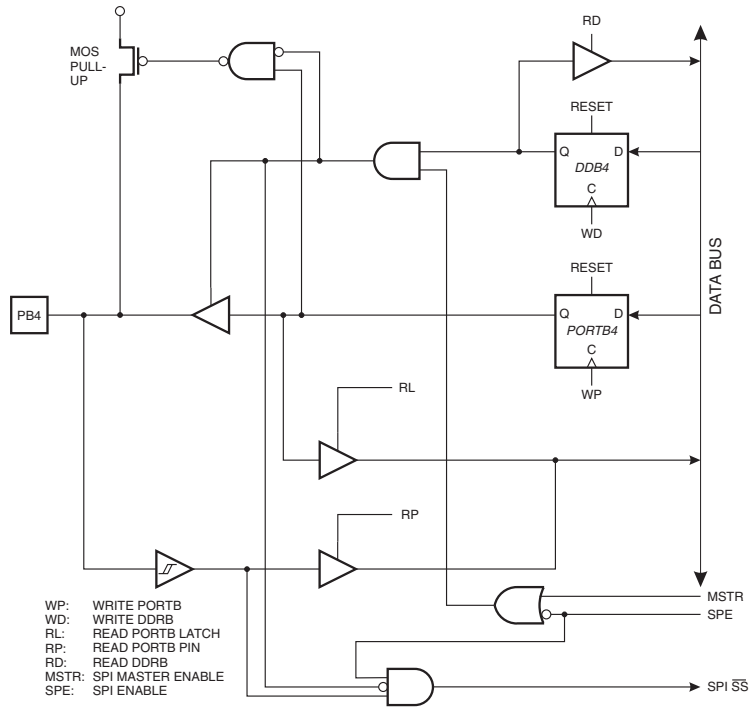 RD
MOS
PULL-
UP
RESET
Q
D
DDB4
C
WD
DATA BUS
RESET
PB4
Q
D
PORTB4
C
WP
RL
RP
MSTR
SPE
WP: WRITE PORTB
WD: WRITE DDRB
RL: READ PORTB LATCH
RP: READ PORTB PIN
RD: READ DDRB
MSTR: SPI MASTER ENABLE
SPE: SPI ENABLE
SPI S̅S̅